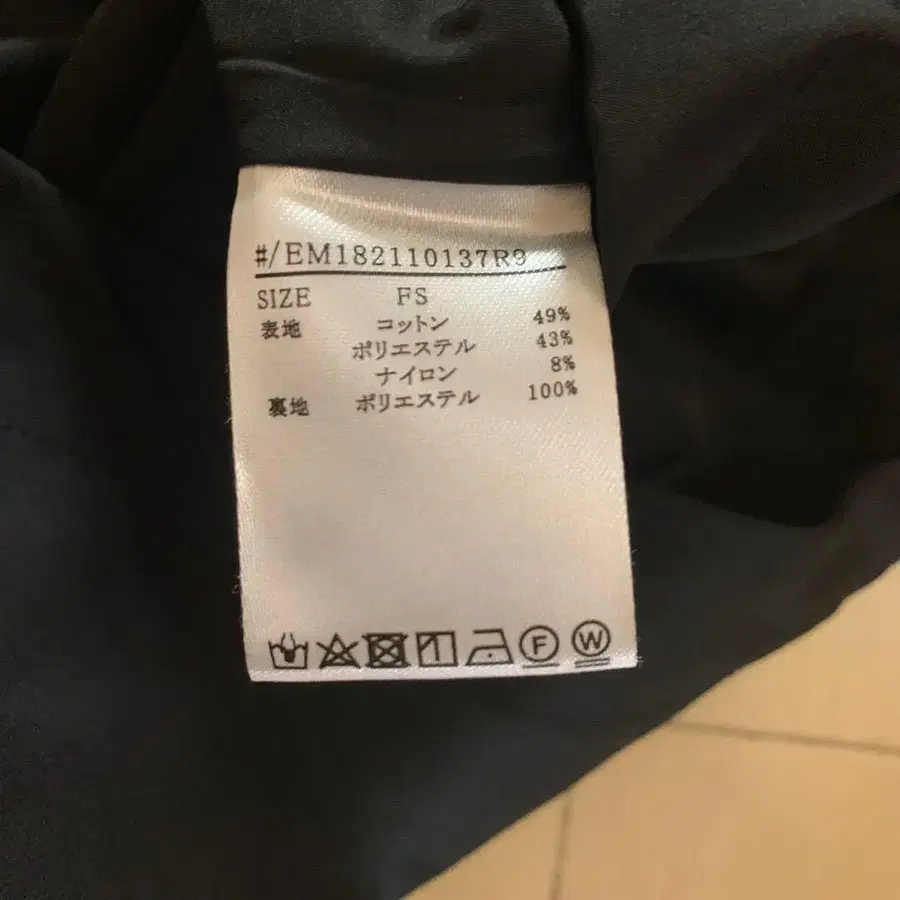 #/EM182110137R9
SIZE FS
表地 コットン 49%
ポリエステル 43%
ナイロン 8%
裏地 ポリエステル 100%
F W